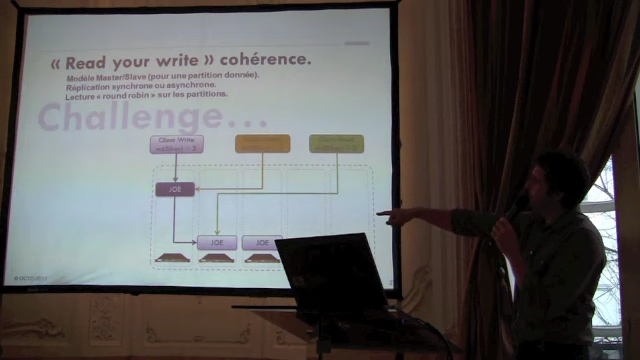 « Read your write » cohérence.
Modèle Master/Slave (pour une partition donnée).
Réplication synchrone ou asynchrone.
Lecture « round robin » sur les partitions.
Challenge…
Client Write
JOE
JOE
JOE